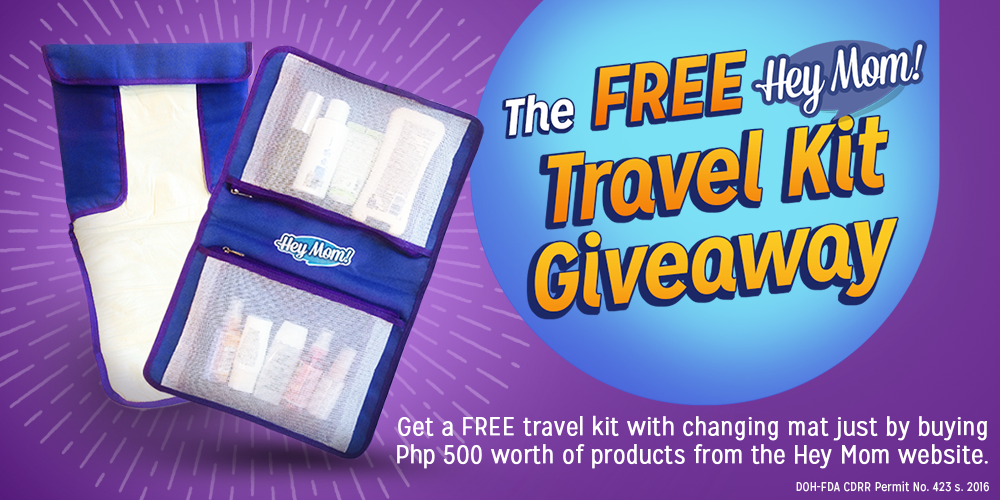 The FREE Hey Mom!
Travel Kit
Giveaway
Hey Mom!
Get a FREE travel kit with changing mat just by buying
Php 500 worth of products from the Hey Mom website.
DOH-FDA CDRR Permit No. 423 s. 2016